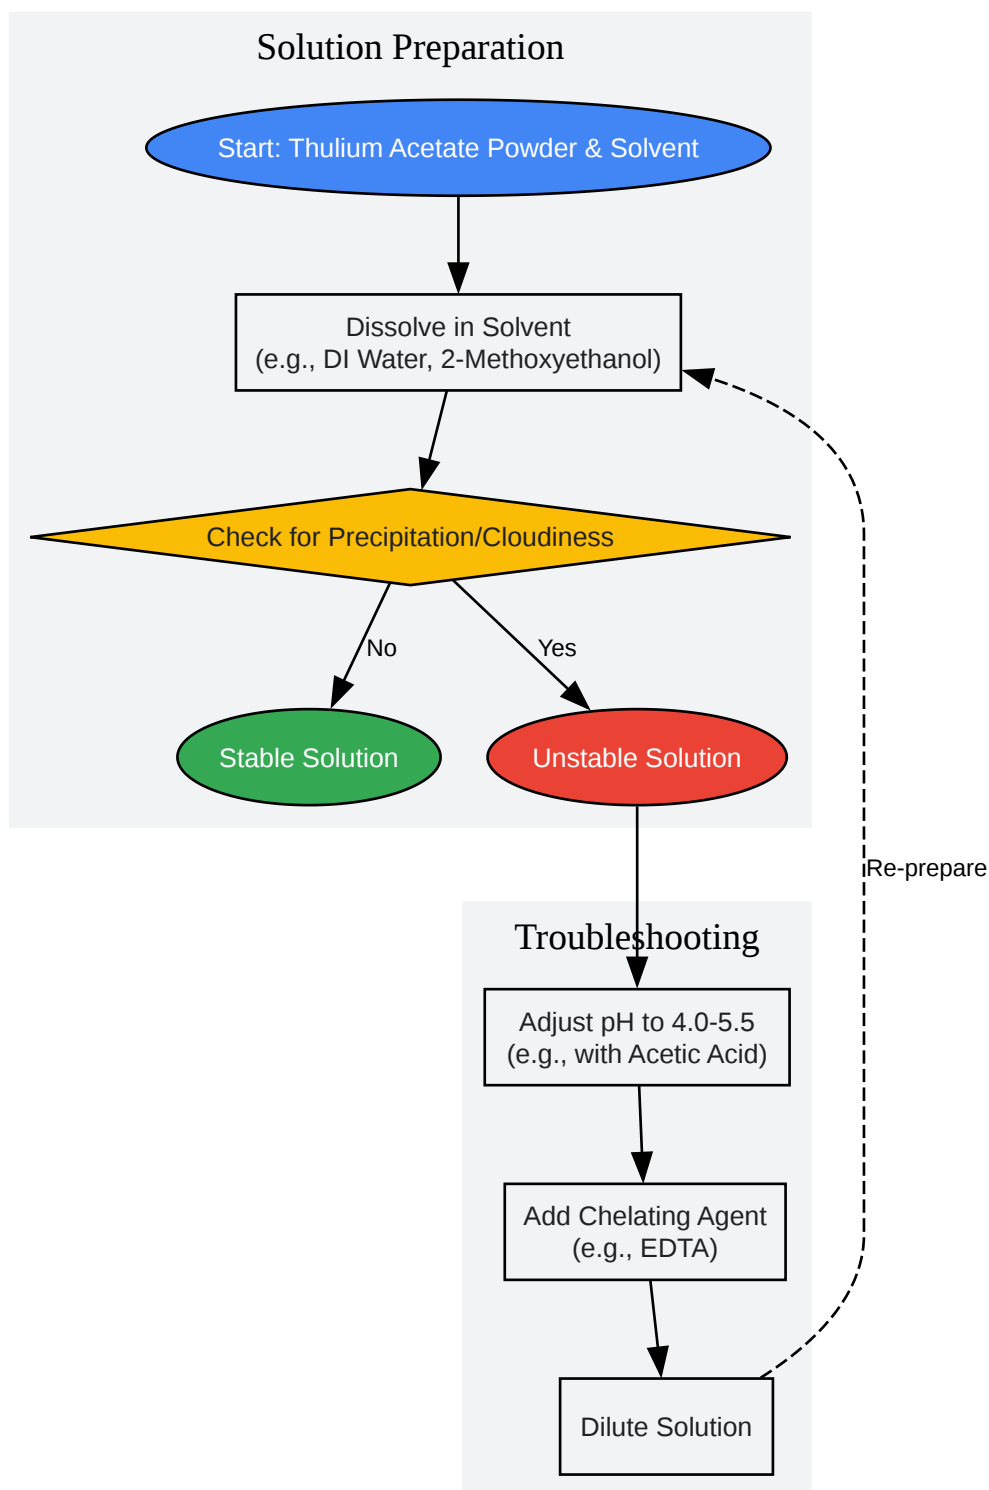 Solution Preparation
Start: Thulium Acetate Powder & Solvent
Dissolve in Solvent
(e.g., DI Water, 2-Methoxyethanol)
Check for Precipitation/Cloudiness
No
Yes
Stable Solution
Unstable Solution
Re-prepare
Troubleshooting
Adjust pH to 4.0-5.5
(e.g., with Acetic Acid)
Add Chelating Agent
(e.g., EDTA)
Dilute Solution